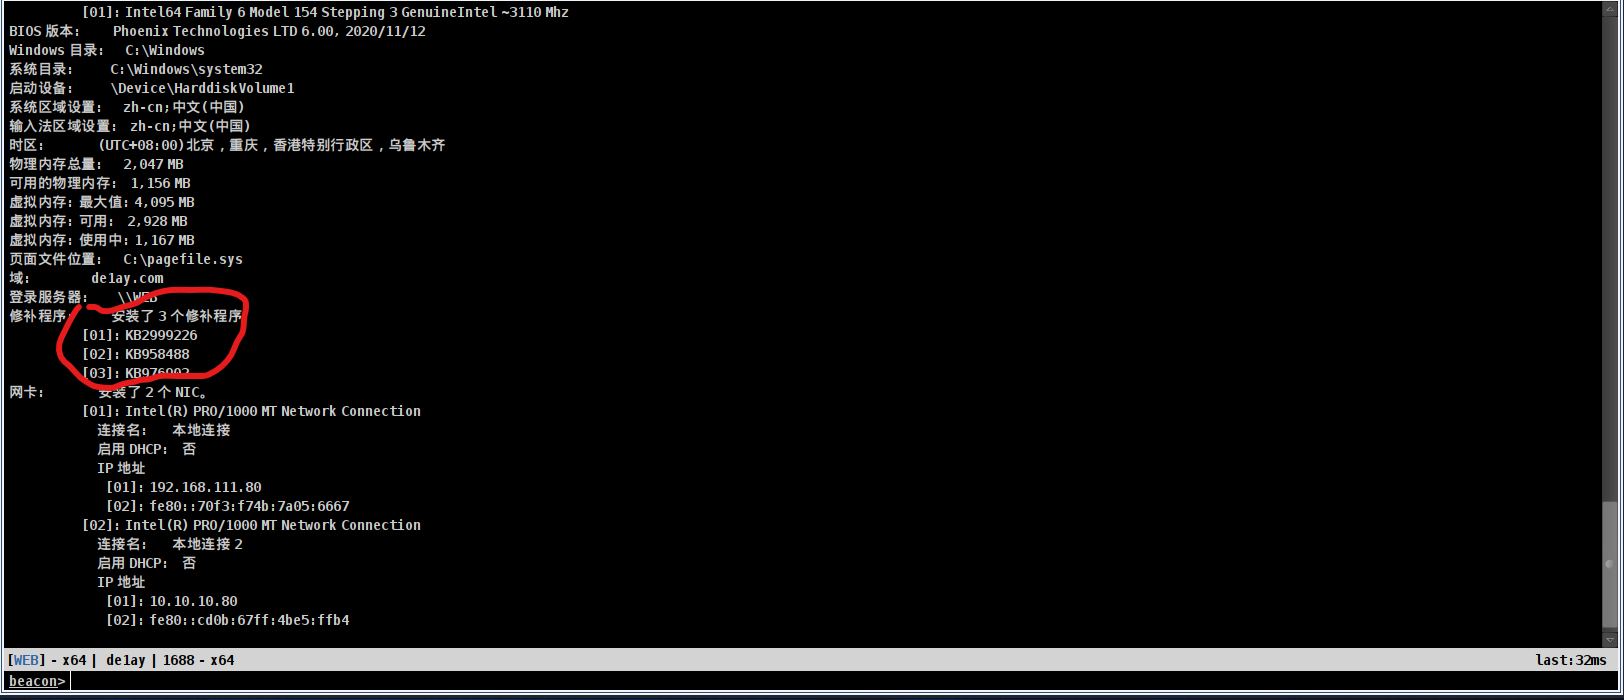 [01]: Intel64 Family 6 Model 154 Stepping 3 GenuineIntel ~3110 Mhz
BIOS 版本: Phoenix Technologies LTD 6.00, 2020/11/12
Windows 目录: C:\Windows
系统目录: C:\Windows\system32
启动设备: \Device\HarddiskVolume1
系统区域设置: zh-cn;中文(中国)
输入法区域设置: zh-cn;中文(中国)
时区: (UTC+08:00)北京，重庆，香港特别行政区，乌鲁木齐
物理内存总量: 2,047 MB
可用的物理内存: 1,156 MB
虚拟内存: 最大值: 4,095 MB
虚拟内存: 可用: 2,928 MB
虚拟内存: 使用中: 1,167 MB
页面文件位置: C:\pagefile.sys
域: de1ay.com
登录服务器: \\WEB
修补程序: 安装了 3 个修补程序
[01]: KB2999226
[02]: KB958488
[03]: KB976902
网卡: 安装了 2 个 NIC。
[01]: Intel(R) PRO/1000 MT Network Connection
连接名: 本地连接
启用 DHCP: 否
IP 地址
[01]: 192.168.111.80
[02]: fe80::70f3:f74b:7a05:6667
[02]: Intel(R) PRO/1000 MT Network Connection
连接名: 本地连接 2
启用 DHCP: 否
IP 地址
[01]: 10.10.10.80
[02]: fe80::cd0b:67ff:4be5:ffb4
[WEB] - x64 | de1ay | 1688 - x64 last:32ms
beacon>